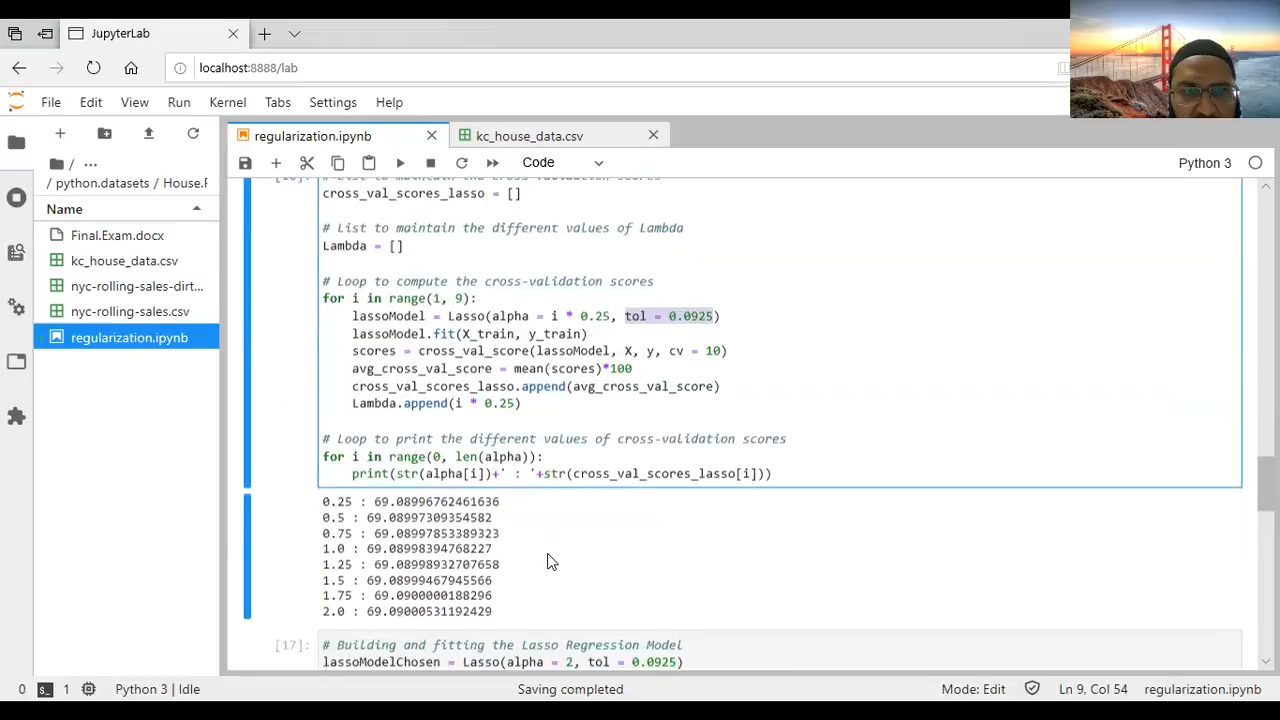 JupyterLab
localhost:8888/lab
File Edit View Run Kernel Tabs Settings Help
regularization.ipynb
kc_house_data.csv
Code
Python 3
/ ...
/ python.datasets / House.F
Name
Final.Exam.docx
kc_house_data.csv
nyc-rolling-sales-dirt...
nyc-rolling-sales.csv
regularization.ipynb
cross_val_scores_lasso = []
# List to maintain the different values of Lambda
Lambda = []
# Loop to compute the cross-validation scores
for i in range(1, 9):
lassoModel = Lasso(alpha = i * 0.25, tol = 0.0925)
lassoModel.fit(X_train, y_train)
scores = cross_val_score(lassoModel, X, y, cv = 10)
avg_cross_val_score = mean(scores)*100
cross_val_scores_lasso.append(avg_cross_val_score)
Lambda.append(i * 0.25)
# Loop to print the different values of cross-validation scores
for i in range(0, len(alpha)):
print(str(alpha[i])+' : '+str(cross_val_scores_lasso[i]))
0.25 : 69.08996762461636
0.5 : 69.08997309354582
0.75 : 69.08997853389323
1.0 : 69.08998394768227
1.25 : 69.08998932707658
1.5 : 69.08999467945566
1.75 : 69.0900000188296
2.0 : 69.09000531192429
[17]: # Building and fitting the Lasso Regression Model
lassoModelChosen = Lasso(alpha = 2, tol = 0.0925)
0 1 Python 3 | Idle Saving completed Mode: Edit Ln 9, Col 54 regularization.ipynb